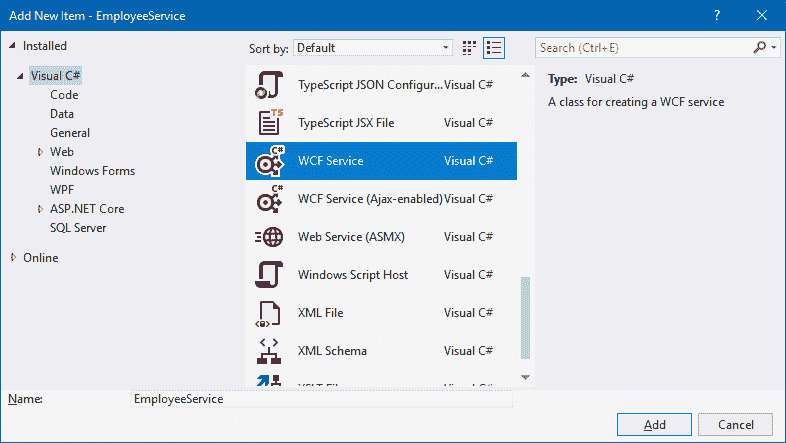 Add New Item - EmployeeService
?
Installed
Sort by: Default
Search (Ctrl+E)
Visual C#
Code
Data
General
Web
Windows Forms
WPF
ASP.NET Core
SQL Server
Online
TypeScript JSON Configur... Visual C#
TS
TypeScript JSX File Visual C#
C#
WCF Service Visual C#
C#
WCF Service (Ajax-enabled) Visual C#
Web Service (ASMX) Visual C#
Windows Script Host Visual C#
XML File Visual C#
XML Schema Visual C#
Type: Visual C#
A class for creating a WCF service
Name: EmployeeService
Add Cancel